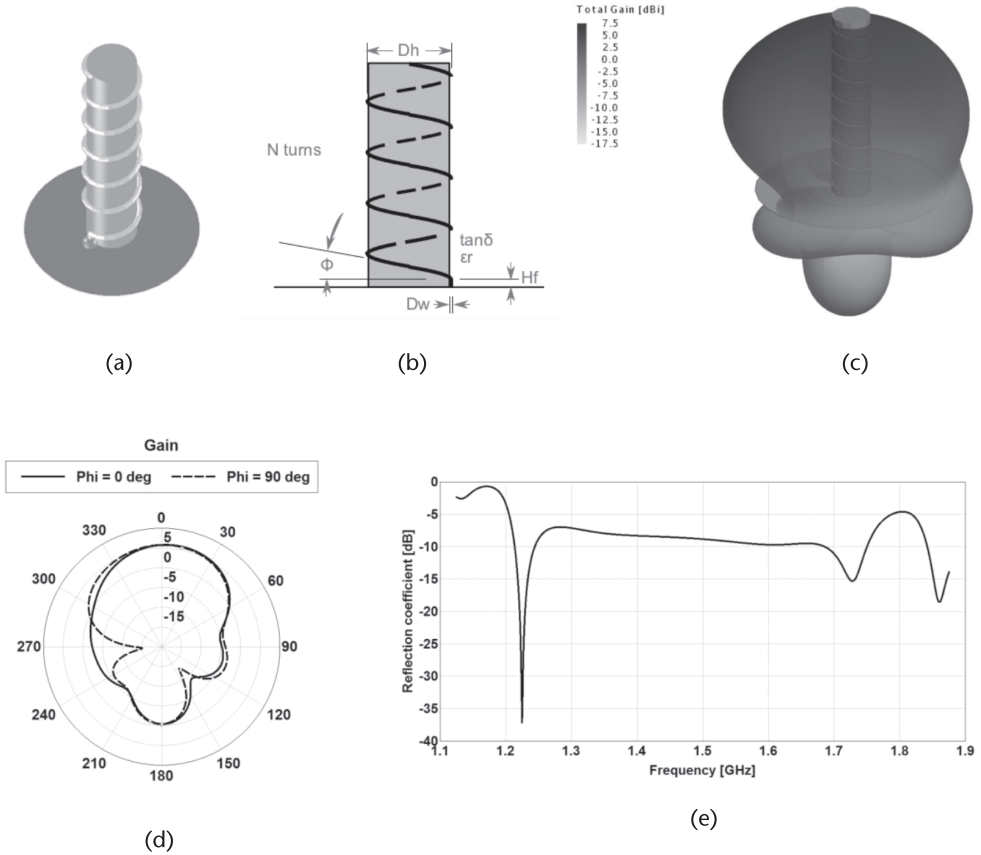 Total Gain [dBi]
7.5
5.0
0.0
-2.5
-5.0
-7.5
-10.0
-12.5
-15.0
-17.5
Dh
N turns
tanδ
εr
Φ
Hf
Dw
(a)
(b)
(c)
Gain
Phi = 0 deg
Phi = 90 deg
0
30
60
90
120
150
180
210
240
270
300
330
5
0
-5
-10
-15
(d)
Reflection coefficient [dB]
0
-5
-10
-15
-20
-25
-30
-35
-40
1.1
1.2
1.3
1.4
1.5
1.6
1.7
1.8
1.9
Frequency [GHz]
(e)